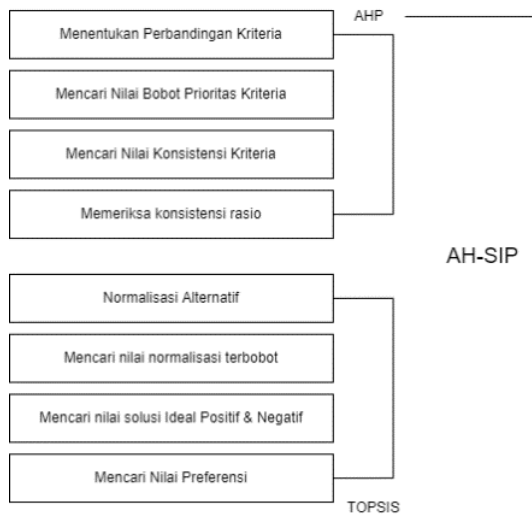 AHP
Menentukan Perbandingan Kriteria
Mencari Nilai Bobot Prioritas Kriteria
Mencari Nilai Konsistensi Kriteria
Memeriksa konsistensi rasio
AH-SIP
Normalisasi Alternatif
Mencari nilai normalisasi terbobot
Mencari nilai solusi Ideal Positif & Negatif
Mencari Nilai Preferensi
TOPSIS